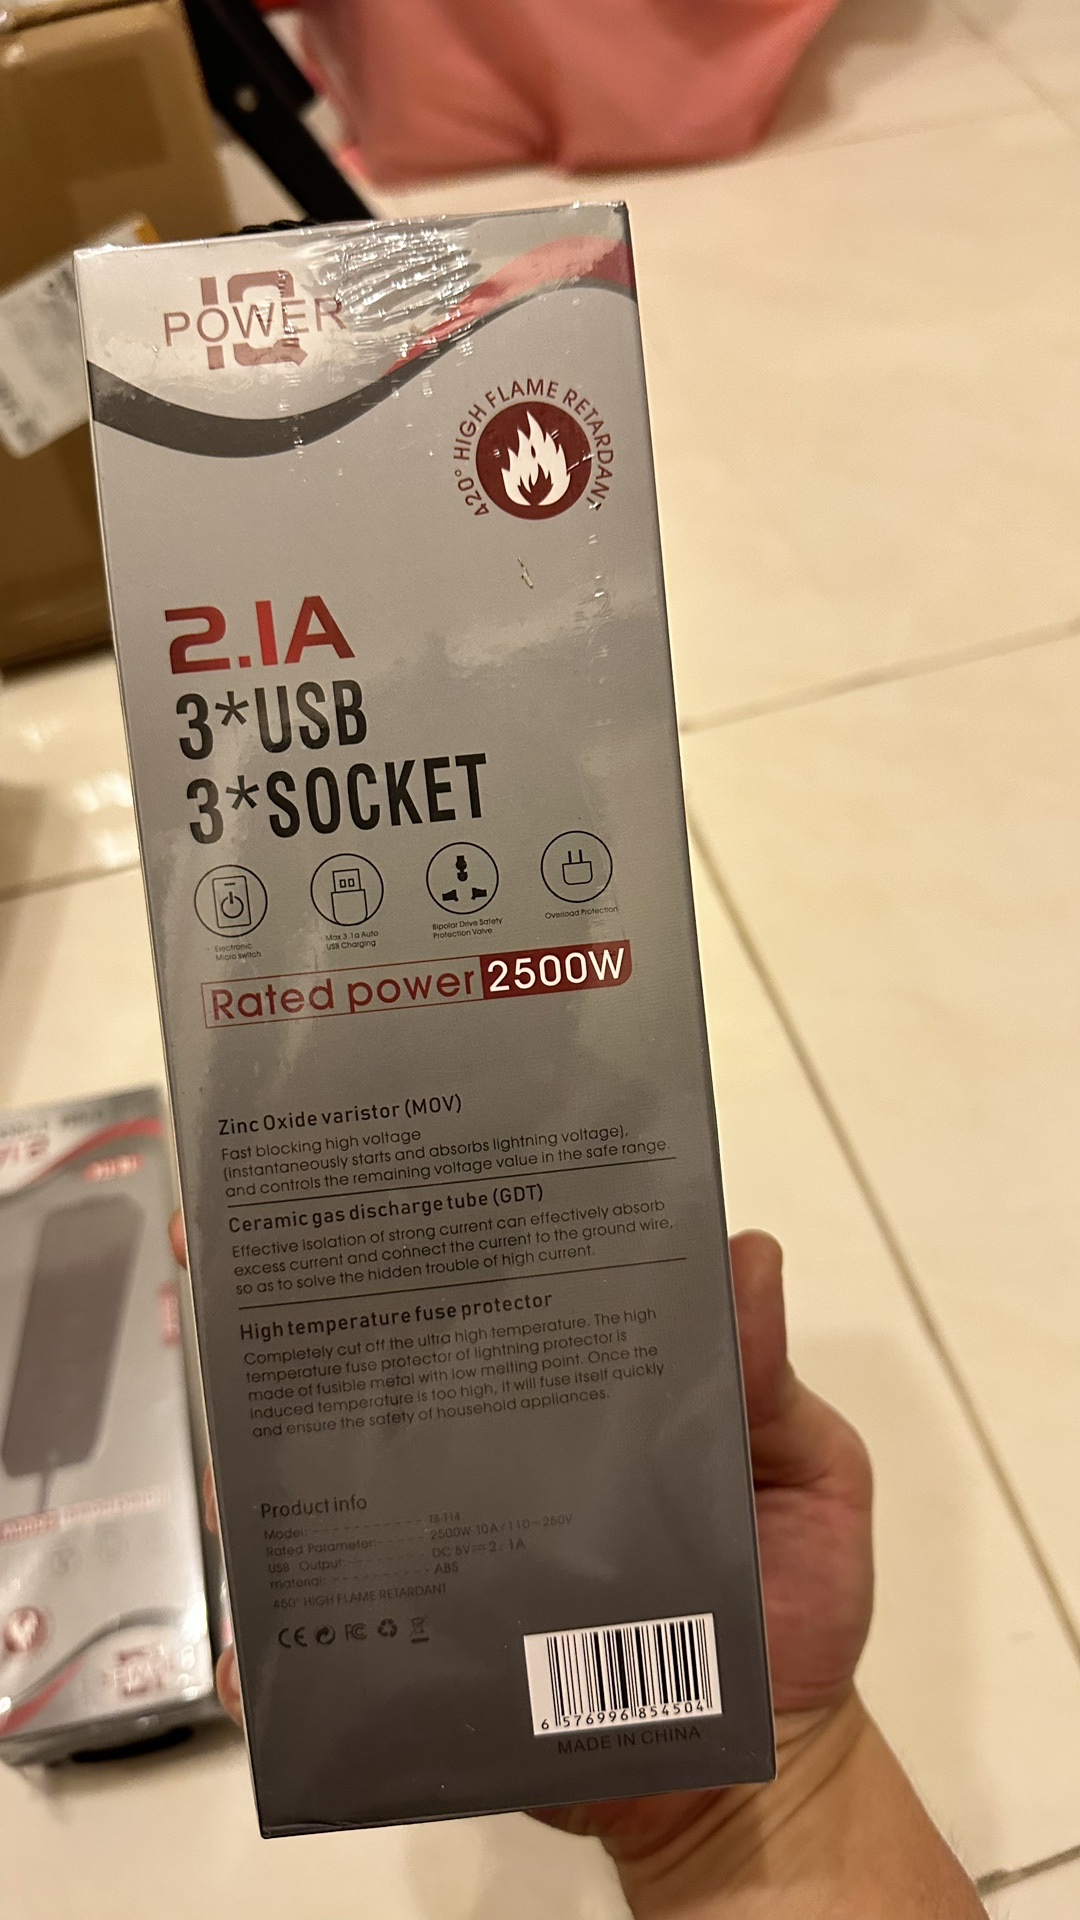 IQ
POWER
420° HIGH FLAME RETARDANT
2.1A
3*USB
3*SOCKET
Electronic
Micro switch
Max 3.1a Auto
USB Charging
Bipolar Drive Safety
Protection Valve
Overload Protection
Rated power 2500W
Zinc Oxide varistor (MOV)
Fast blocking high voltage
(instantaneously starts and absorbs lightning voltage),
and controls the remaining voltage value in the safe range.
Ceramic gas discharge tube (GDT)
Effective isolation of strong current can effectively absorb
excess current and connect the current to the ground wire,
so as to solve the hidden trouble of high current.
High temperature fuse protector
Completely cut off the ultra high temperature. The high
temperature fuse protector of lightning protector is
made of fusible metal with low melting point. Once the
induced temperature is too high, it will fuse itself quickly
and ensure the safety of household appliances.
Product info
Model: - - - - - - - - - - - - T8-T14
Rated Parameter: - - - - - - 2500W-10A/110-250V
USB Output: - - - - - - - - DC 5V=2.1A
material: - - - - - - - - - - ABS
450° HIGH FLAME RETARDANT
CE FC
6 576996 854504
MADE IN CHINA